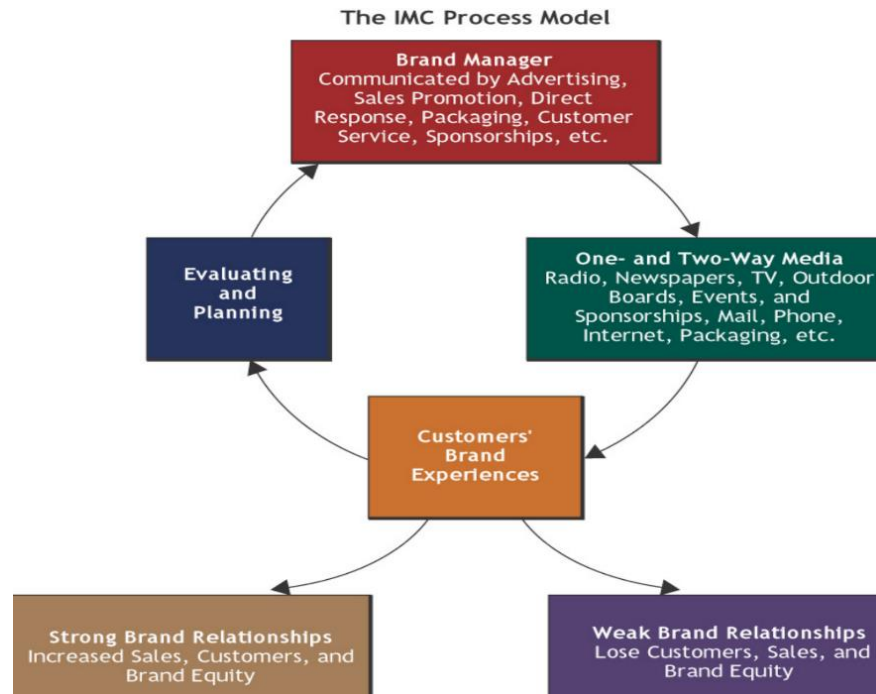 The IMC Process Model
Brand Manager
Communicated by Advertising,
Sales Promotion, Direct
Response, Packaging, Customer
Service, Sponsorships, etc.
Evaluating
and
Planning
One- and Two-Way Media
Radio, Newspapers, TV, Outdoor
Boards, Events, and
Sponsorships, Mail, Phone,
Internet, Packaging, etc.
Customers'
Brand
Experiences
Strong Brand Relationships
Increased Sales, Customers, and
Brand Equity
Weak Brand Relationships
Lose Customers, Sales, and
Brand Equity